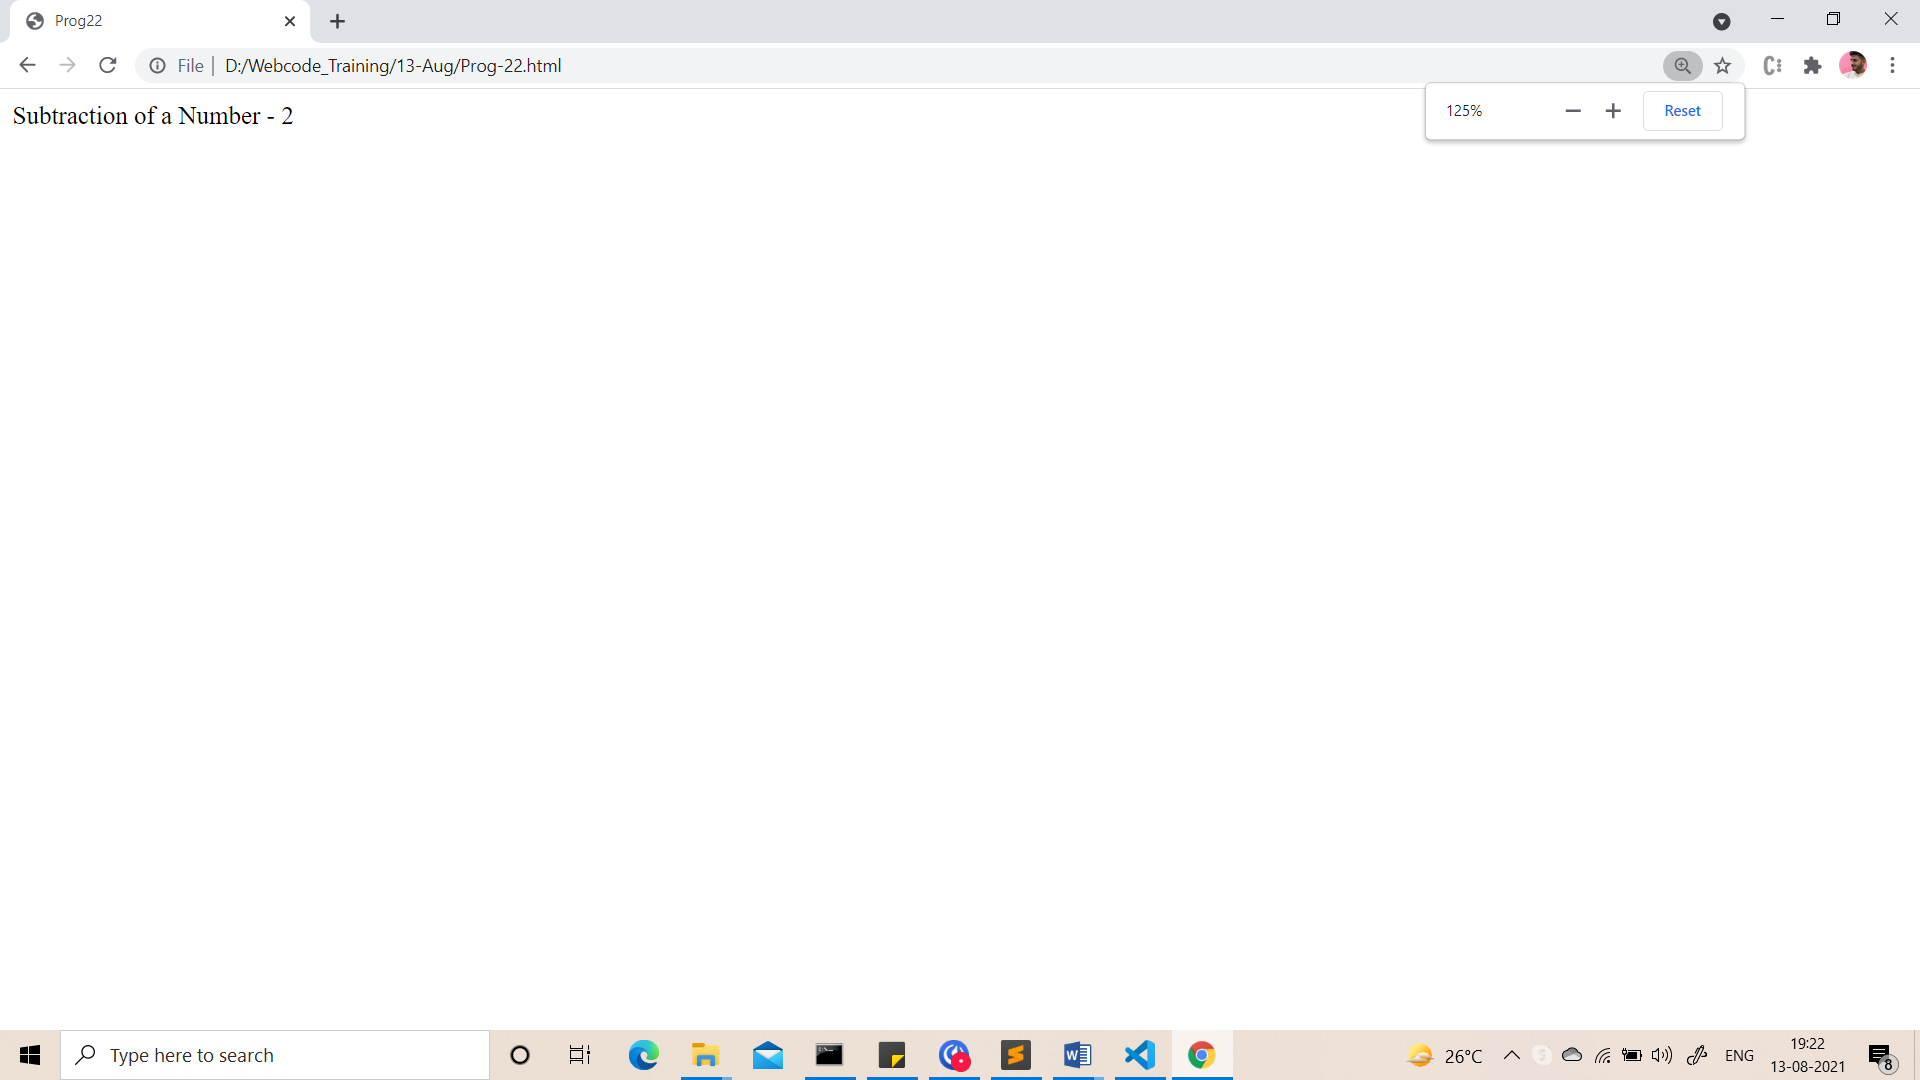 Prog22
File
D:/Webcode_Training/13-Aug/Prog-22.html
125%
Reset
Subtraction of a Number - 2
Type here to search
26°C
ENG
19:22
13-08-2021
8